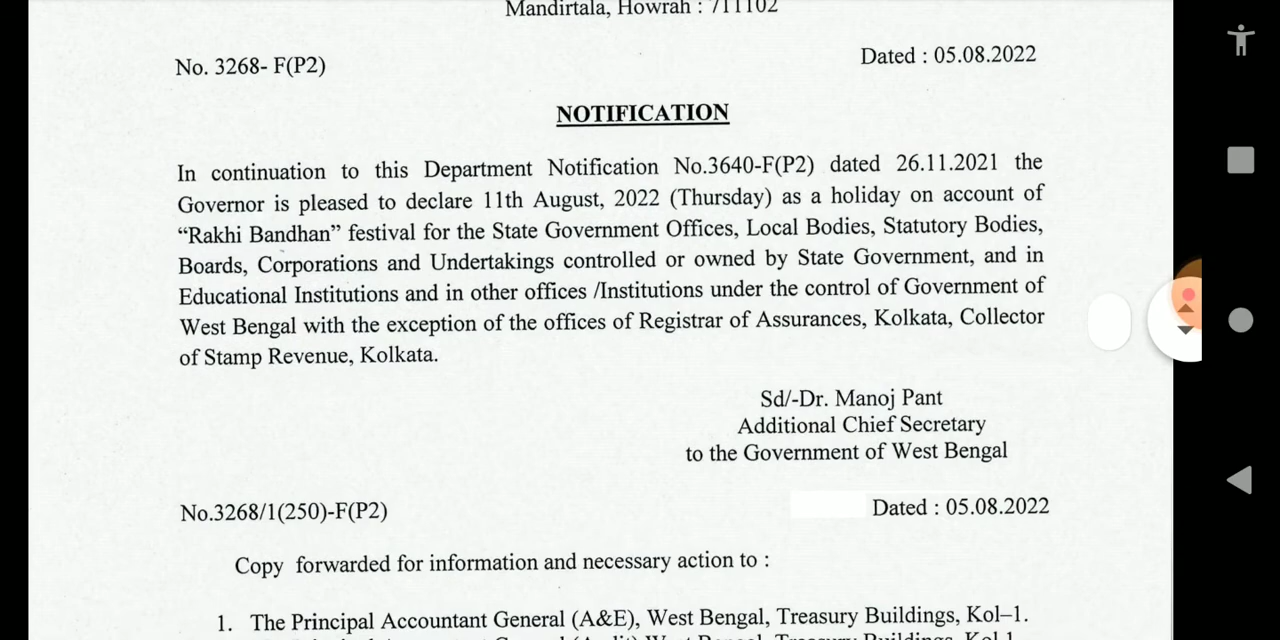 Mandirtala, Howrah : 711102
No. 3268- F(P2)
Dated : 05.08.2022
NOTIFICATION
In continuation to this Department Notification No.3640-F(P2) dated 26.11.2021 the
Governor is pleased to declare 11th August, 2022 (Thursday) as a holiday on account of
“Rakhi Bandhan” festival for the State Government Offices, Local Bodies, Statutory Bodies,
Boards, Corporations and Undertakings controlled or owned by State Government, and in
Educational Institutions and in other offices /Institutions under the control of Government of
West Bengal with the exception of the offices of Registrar of Assurances, Kolkata, Collector
of Stamp Revenue, Kolkata.
Sd/-Dr. Manoj Pant
Additional Chief Secretary
to the Government of West Bengal
No.3268/1(250)-F(P2)
Dated : 05.08.2022
Copy forwarded for information and necessary action to :
1. The Principal Accountant General (A&E), West Bengal, Treasury Buildings, Kol–1.